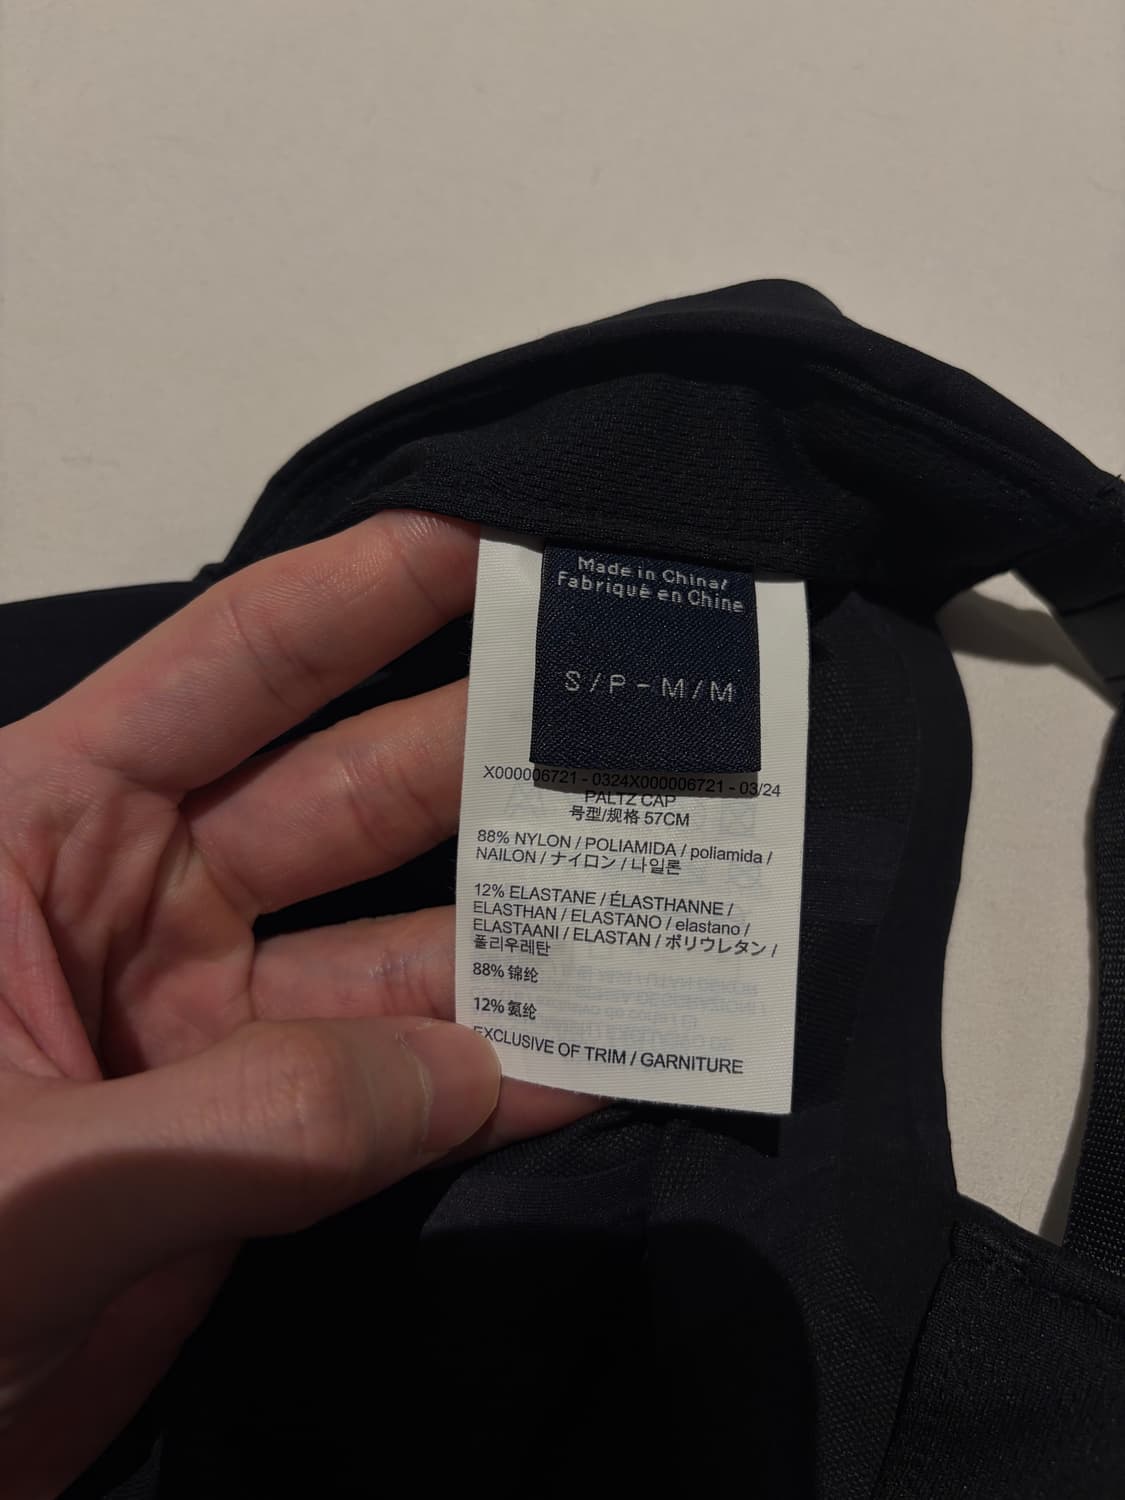 Made in China/
Fabriqué en Chine
S/P-M/M
X000006721 - 0324X000006721 - 03/24
PALTZ CAP
号型/规格 57CM
88% NYLON / POLIAMIDA / poliamida /
NAILON / ナイロン / 나일론
12% ELASTANE / ÉLASTHANNE /
ELASTHAN / ELASTANO / elastano /
ELASTAANI / ELASTAN / ポリウレタン /
폴리우레탄
88% 锦纶
12% 氨纶
EXCLUSIVE OF TRIM / GARNITURE